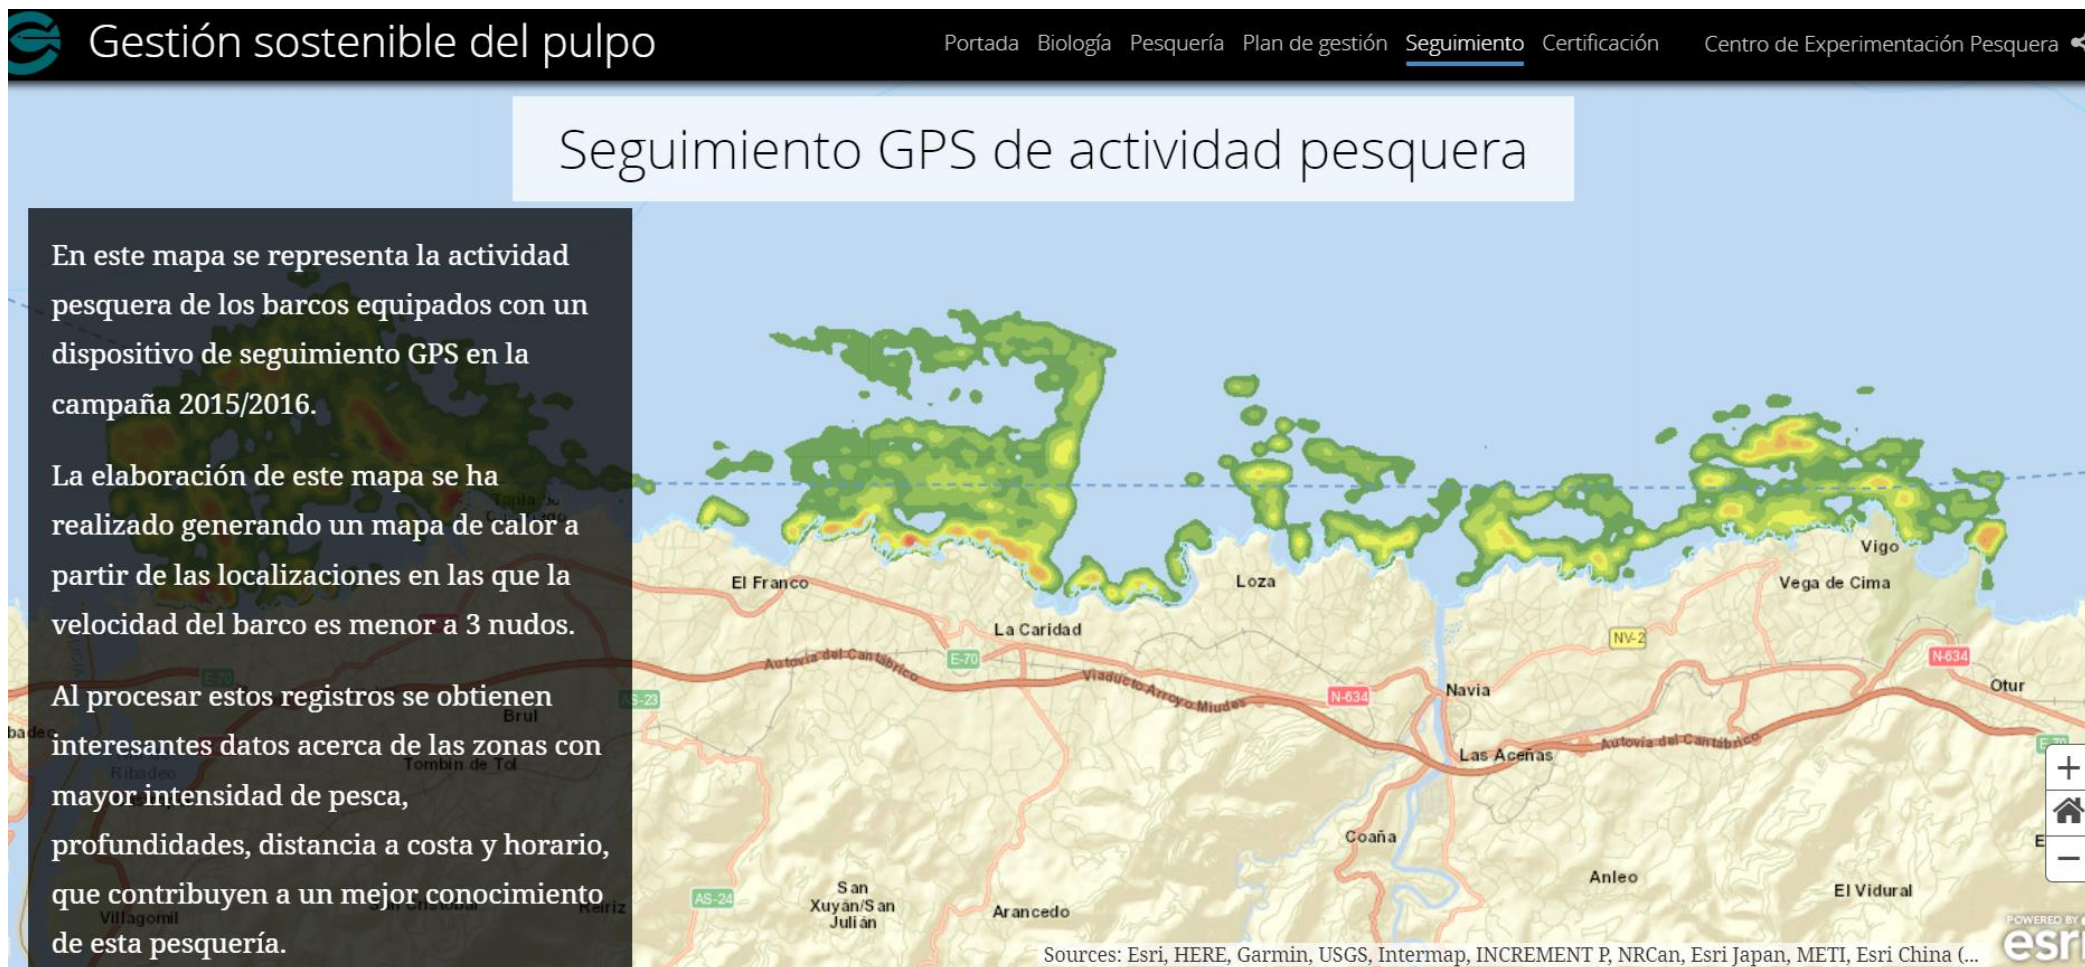 Gestión sostenible del pulpo
Portada Biología Pesquería Plan de gestión Seguimiento Certificación Centro de Experimentación Pesquera
Seguimiento GPS de actividad pesquera
En este mapa se representa la actividad
pesquera de los barcos equipados con un
dispositivo de seguimiento GPS en la
campaña 2015/2016.
La elaboración de este mapa se ha
realizado generando un mapa de calor a
partir de las localizaciones en las que la
velocidad del barco es menor a 3 nudos.
Al procesar estos registros se obtienen
interesantes datos acerca de las zonas con
mayor intensidad de pesca,
profundidades, distancia a costa y horario,
que contribuyen a un mejor conocimiento
de esta pesquería.
Tapia de
E-70
Brul
Ribadeo
Tombín de Tol
Villagomil
San Cristobal
Reiriz
AS-23
AS-24
El Franco
La Caridad
Loza
Vigo
Vega de Cima
NV-2
N-634
Otur
Autovía del Cantábrico
E-70
Viaducto Arroyo Miudes
N-634
Navia
Las Aceñas
Autovía del Cantábrico
E-70
Coaña
San
Xuyán/San
Julián
Arancedo
Anleo
El Vidural
+
−
POWERED BY
esri
Sources: Esri, HERE, Garmin, USGS, Intermap, INCREMENT P, NRCan, Esri Japan, METI, Esri China (...